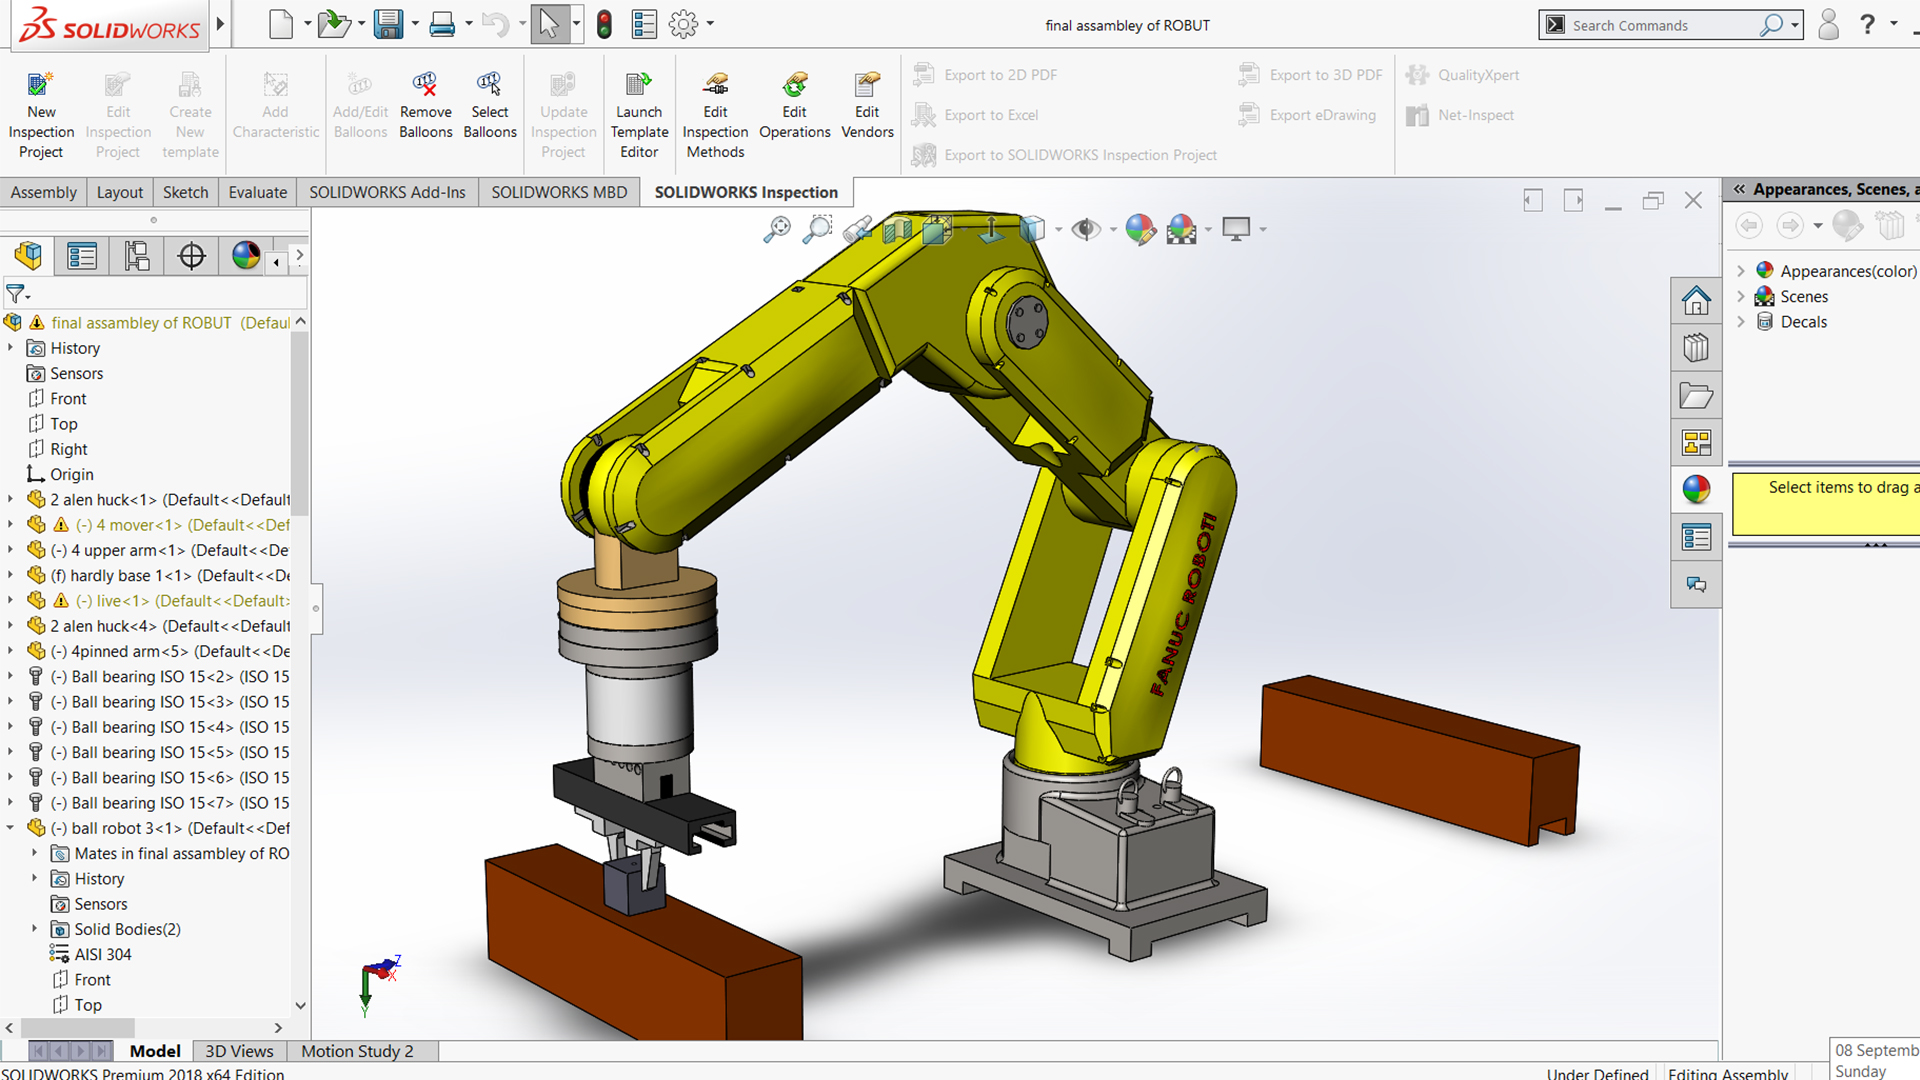 SOLIDWORKS
final assambley of ROBUT
Search Commands
?
New Inspection Project
Edit Inspection Project
Create New template
Add Characteristic
Add/Edit Balloons
Remove Balloons
Select Balloons
Update Inspection Project
Launch Template Editor
Edit Inspection Methods
Edit Operations
Edit Vendors
Export to 2D PDF
Export to Excel
Export to SOLIDWORKS Inspection Project
Export to 3D PDF
Export eDrawing
QualityXpert
Net-Inspect
Assembly
Layout
Sketch
Evaluate
SOLIDWORKS Add-Ins
SOLIDWORKS MBD
SOLIDWORKS Inspection
final assambley of ROBUT (Defaul
History
Sensors
Front
Top
Right
Origin
2 alen huck<1> (Default<<Default
(-) 4 mover<1> (Default<<Def
(-) 4 upper arm<1> (Default<<De
(f) hardly base 1<1> (Default<<De
(-) live<1> (Default<<Default>
2 alen huck<4> (Default<<Default
(-) 4pinned arm<5> (Default<<De
(-) Ball bearing ISO 15<2> (ISO 15
(-) Ball bearing ISO 15<3> (ISO 15
(-) Ball bearing ISO 15<4> (ISO 15
(-) Ball bearing ISO 15<5> (ISO 15
(-) Ball bearing ISO 15<6> (ISO 15
(-) Ball bearing ISO 15<7> (ISO 15
(-) ball robot 3<1> (Default<<Def
Mates in final assambley of RO
History
Sensors
Solid Bodies(2)
AISI 304
Front
Top
FANUC ROBOTI
Z
X
Y
Appearances, Scenes, a
Appearances(color)
Scenes
Decals
Select items to drag a
Model
3D Views
Motion Study 2
SOLIDWORKS Premium 2018 x64 Edition
Under Defined
Editing Assembly
08 Septemb
Sunday